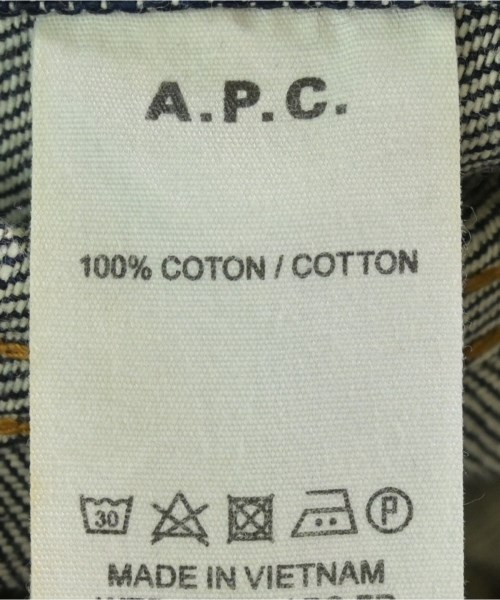 A.P.C.
100% COTON / COTTON
30 P
MADE IN VIETNAM